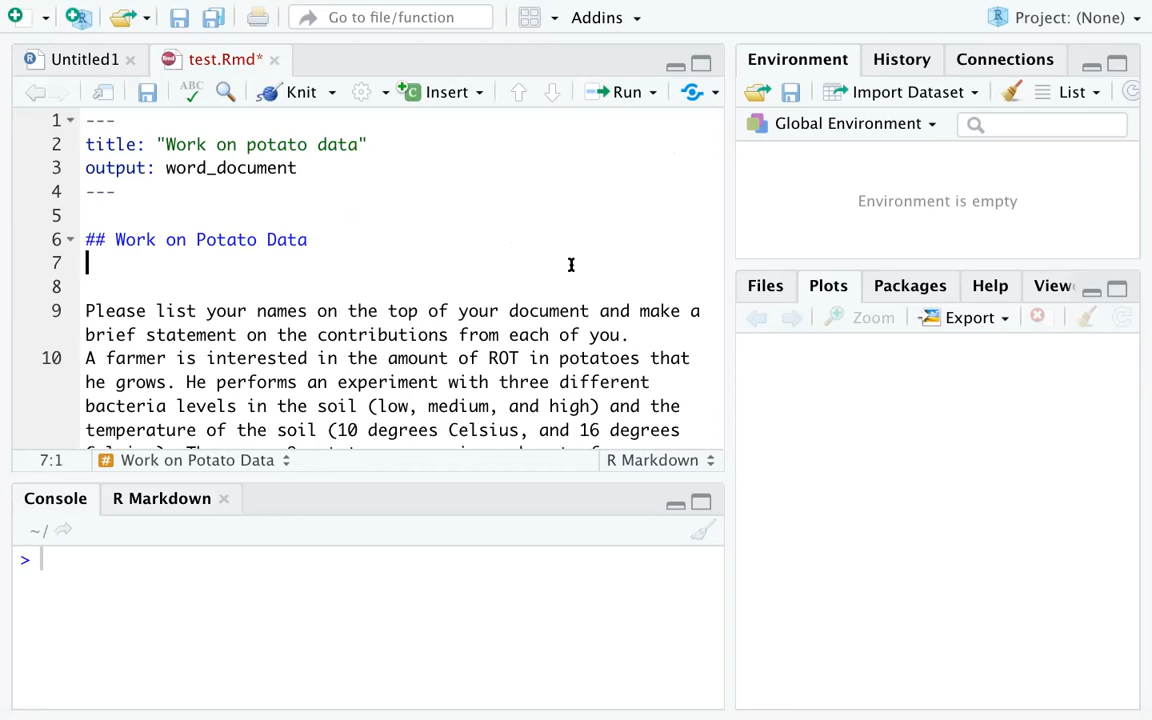 Go to file/function
Addins
Project: (None)
Untitled1
test.Rmd*
ABC
Knit
Insert
Run
1 ---
2 title: "Work on potato data"
3 output: word_document
4 ---
5
6 ## Work on Potato Data
7
8
9 Please list your names on the top of your document and make a
brief statement on the contributions from each of you.
10 A farmer is interested in the amount of ROT in potatoes that
he grows. He performs an experiment with three different
bacteria levels in the soil (low, medium, and high) and the
temperature of the soil (10 degrees Celsius, and 16 degrees
7:1
# Work on Potato Data
R Markdown
Console
R Markdown
~/
>
Environment
History
Connections
Import Dataset
List
Global Environment
Environment is empty
Files
Plots
Packages
Help
View
Zoom
Export